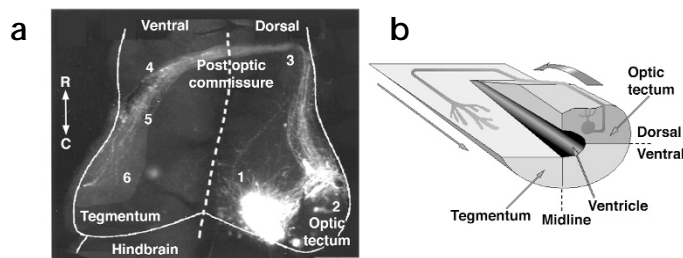 a
Ventral
Dorsal
Post optic
commissure
3
4
R
C
5
6
1
2
Tegmentum
Optic
tectum
Hindbrain
b
Optic
tectum
Dorsal
Ventral
Tegmentum
Ventricle
Midline